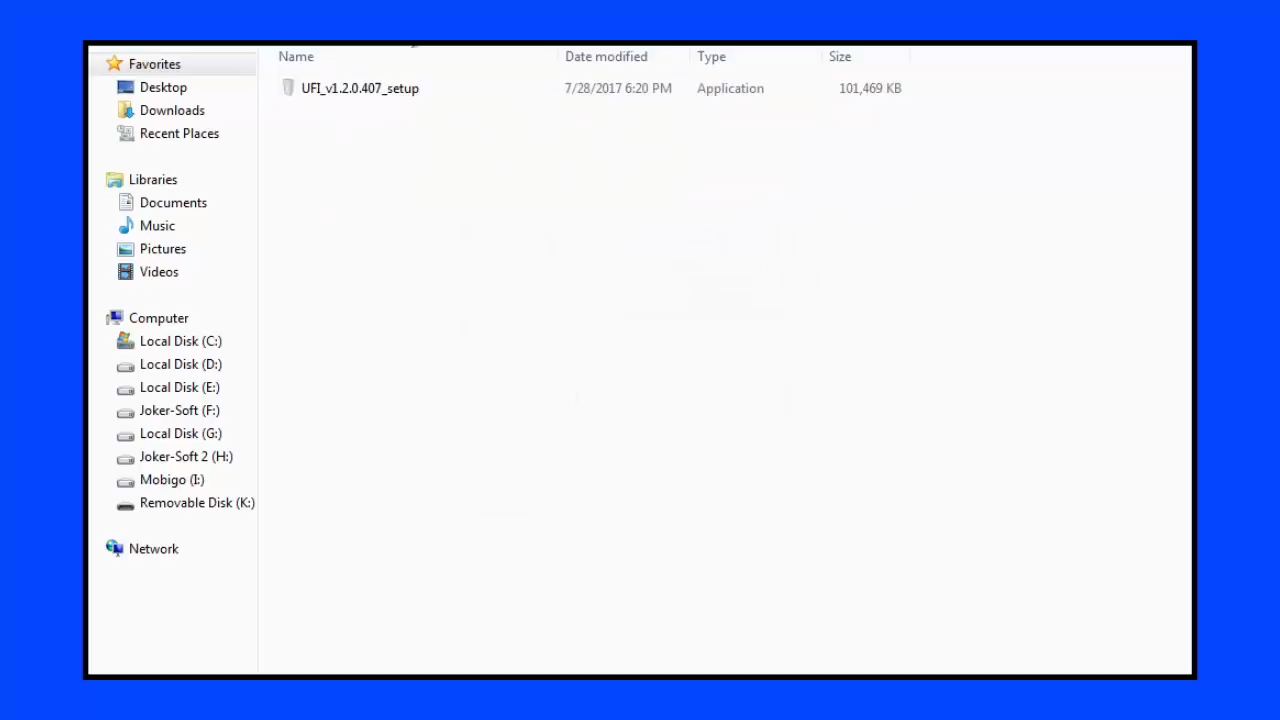 Name Date modified Type Size
UFI_v1.2.0.407_setup 7/28/2017 6:20 PM Application 101,469 KB
Favorites
Desktop
Downloads
Recent Places
Libraries
Documents
Music
Pictures
Videos
Computer
Local Disk (C:)
Local Disk (D:)
Local Disk (E:)
Joker-Soft (F:)
Local Disk (G:)
Joker-Soft 2 (H:)
Mobigo (I:)
Removable Disk (K:)
Network